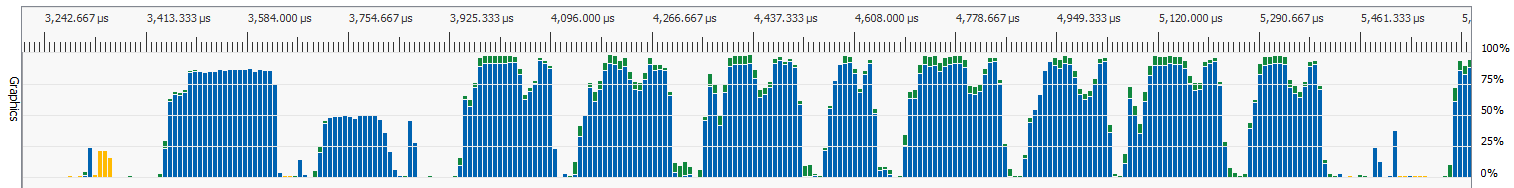 3,242.667 µs 3,413.333 µs 3,584.000 µs 3,754.667 µs 3,925.333 µs 4,096.000 µs 4,266.667 µs 4,437.333 µs 4,608.000 µs 4,778.667 µs 4,949.333 µs 5,120.000 µs 5,290.667 µs 5,461.333 µs 5,
100%
75%
Graphics
50%
25%
0%